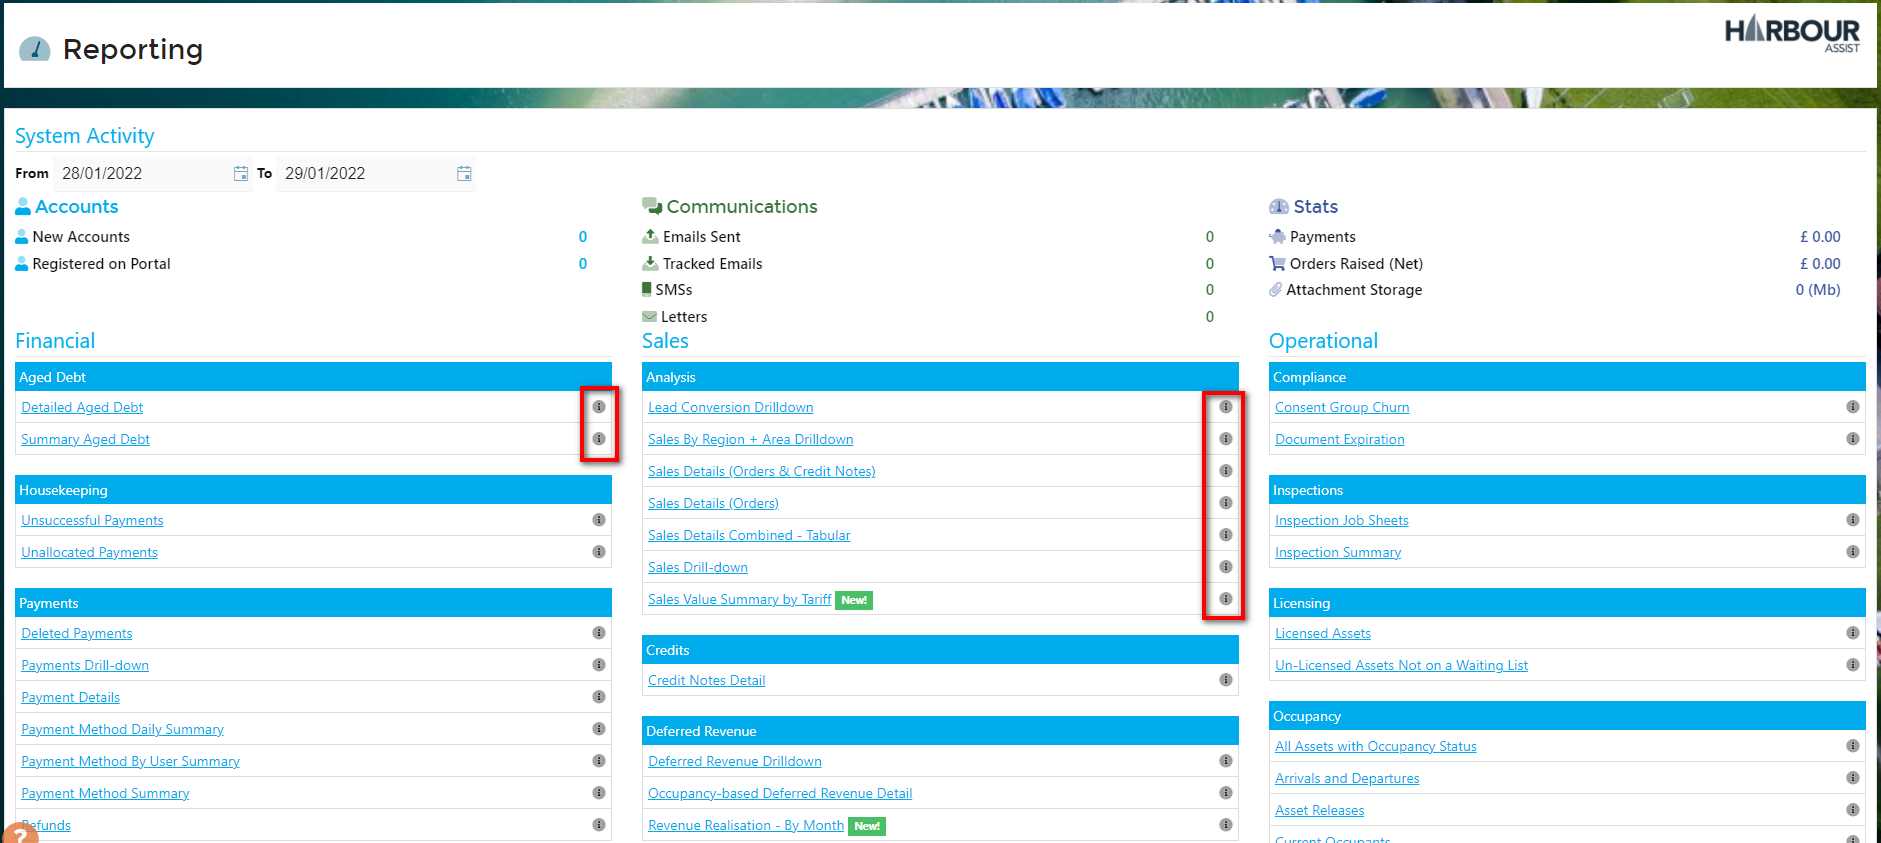 Reporting
HARBOUR
ASSIST
System Activity
From 28/01/2022 To 29/01/2022
Accounts
New Accounts 0
Registered on Portal 0
Communications
Emails Sent 0
Tracked Emails 0
SMSs 0
Letters 0
Stats
Payments £ 0.00
Orders Raised (Net) £ 0.00
Attachment Storage 0 (Mb)
Financial
Aged Debt
Detailed Aged Debt
Summary Aged Debt
Housekeeping
Unsuccessful Payments
Unallocated Payments
Payments
Deleted Payments
Payments Drill-down
Payment Details
Payment Method Daily Summary
Payment Method By User Summary
Payment Method Summary
Refunds
?
Sales
Analysis
Lead Conversion Drilldown
Sales By Region + Area Drilldown
Sales Details (Orders & Credit Notes)
Sales Details (Orders)
Sales Details Combined - Tabular
Sales Drill-down
Sales Value Summary by Tariff New!
Credits
Credit Notes Detail
Deferred Revenue
Deferred Revenue Drilldown
Occupancy-based Deferred Revenue Detail
Revenue Realisation - By Month New!
Operational
Compliance
Consent Group Churn
Document Expiration
Inspections
Inspection Job Sheets
Inspection Summary
Licensing
Licensed Assets
Un-Licensed Assets Not on a Waiting List
Occupancy
All Assets with Occupancy Status
Arrivals and Departures
Asset Releases
Current Occupants